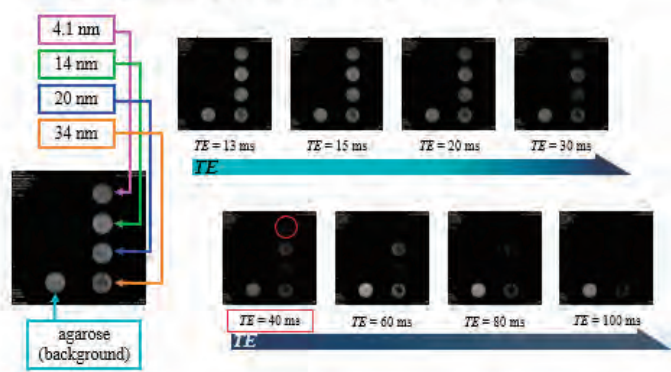 4.1 nm
14 nm
20 nm
34 nm
agarose
(background)
TE = 13 ms
TE = 15 ms
TE = 20 ms
TE = 30 ms
TE
TE = 40 ms
TE = 60 ms
TE = 80 ms
TE = 100 ms
TE